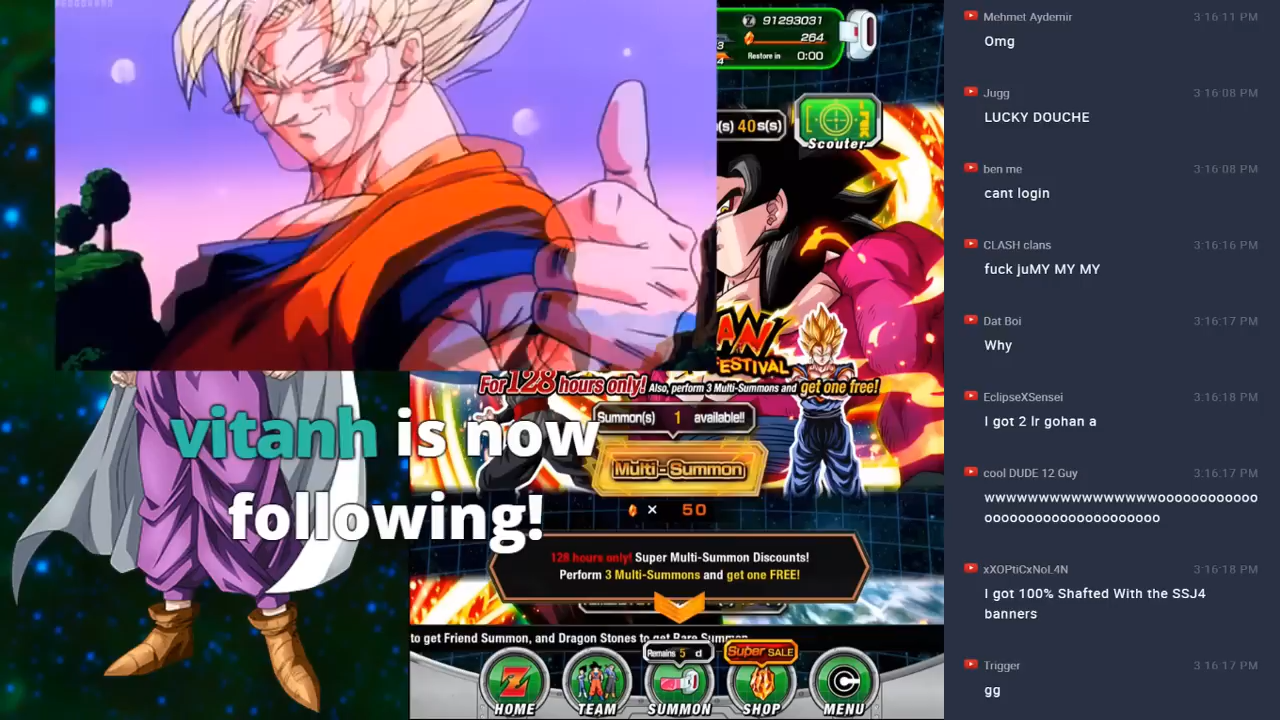 91293031
264
Restore in 0:00
(s) 40s(s)
Scouter
AN
ESTIVAL
For 128 hours only! Also, perform 3 Multi-Summons and get one free!
Summon(s) 1 available!!
Multi-Summon
× 50
128 hours only! Super Multi-Summon Discounts!
Perform 3 Multi-Summons and get one FREE!
to get Friend Summon, and Dragon Stones to get Rare Summon
Remains 5 d
Super SALE
HOME
TEAM
SUMMON
SHOP
MENU
vitanh is now
following!
Mehmet Aydemir 3:16:11 PM
Omg
Jugg 3:16:08 PM
LUCKY DOUCHE
ben me 3:16:08 PM
cant login
CLASH clans 3:16:16 PM
fuck juMY MY MY
Dat Boi 3:16:17 PM
Why
EclipseXSensei 3:16:18 PM
I got 2 lr gohan a
cool DUDE 12 Guy 3:16:17 PM
wwwwwwwwwwwwwwwwoooooooooooo
ooooooooooooooooooooo
xXOPtiCxNoL4N 3:16:18 PM
I got 100% Shafted With the SSJ4
banners
Trigger 3:16:17 PM
gg